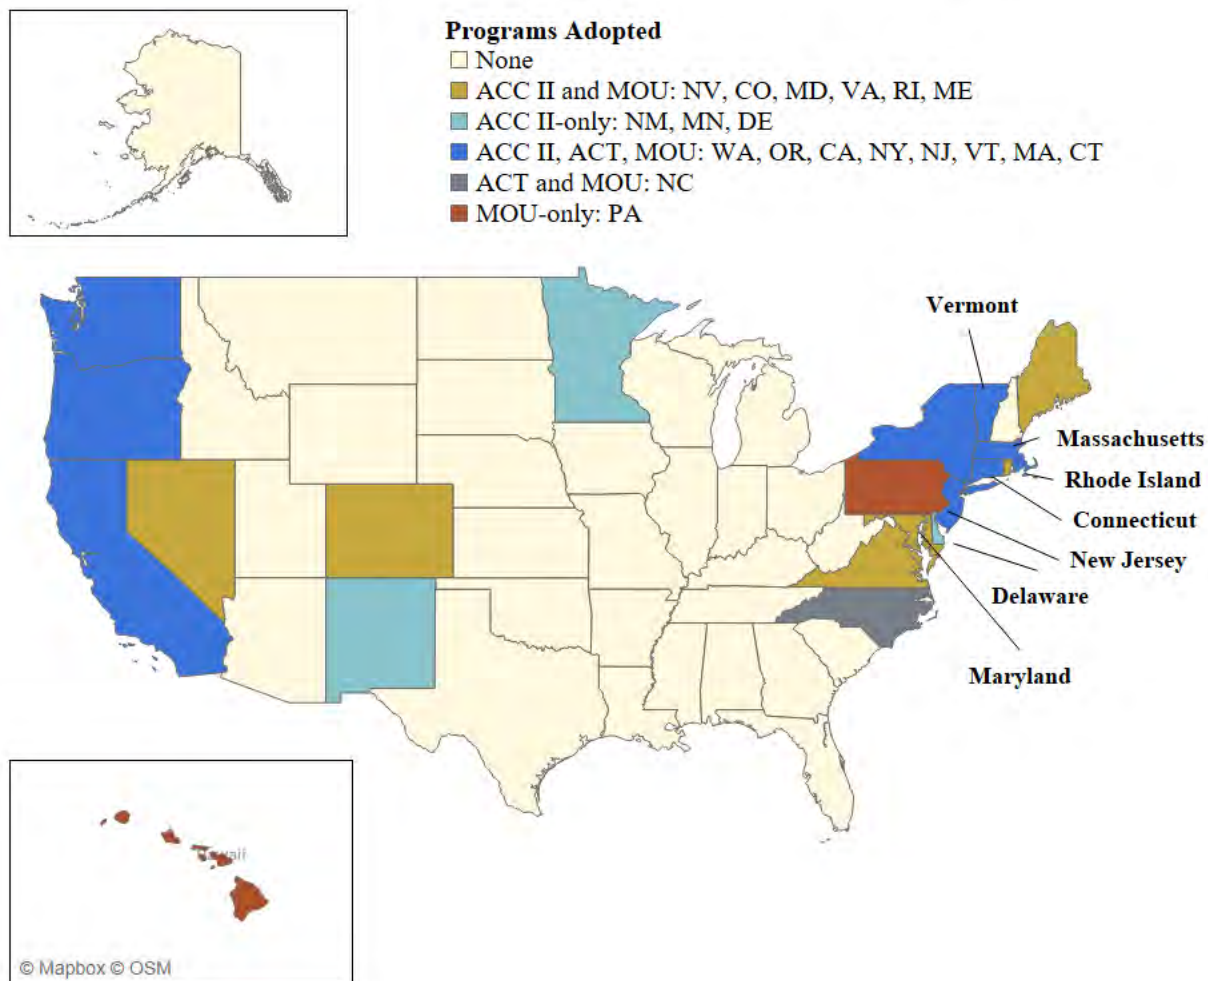 Programs Adopted
None
ACC II and MOU: NV, CO, MD, VA, RI, ME
ACC II-only: NM, MN, DE
ACC II, ACT, MOU: WA, OR, CA, NY, NJ, VT, MA, CT
ACT and MOU: NC
MOU-only: PA
Vermont
Massachusetts
Rhode Island
Connecticut
New Jersey
Delaware
Maryland
Hawaii
© Mapbox © OSM